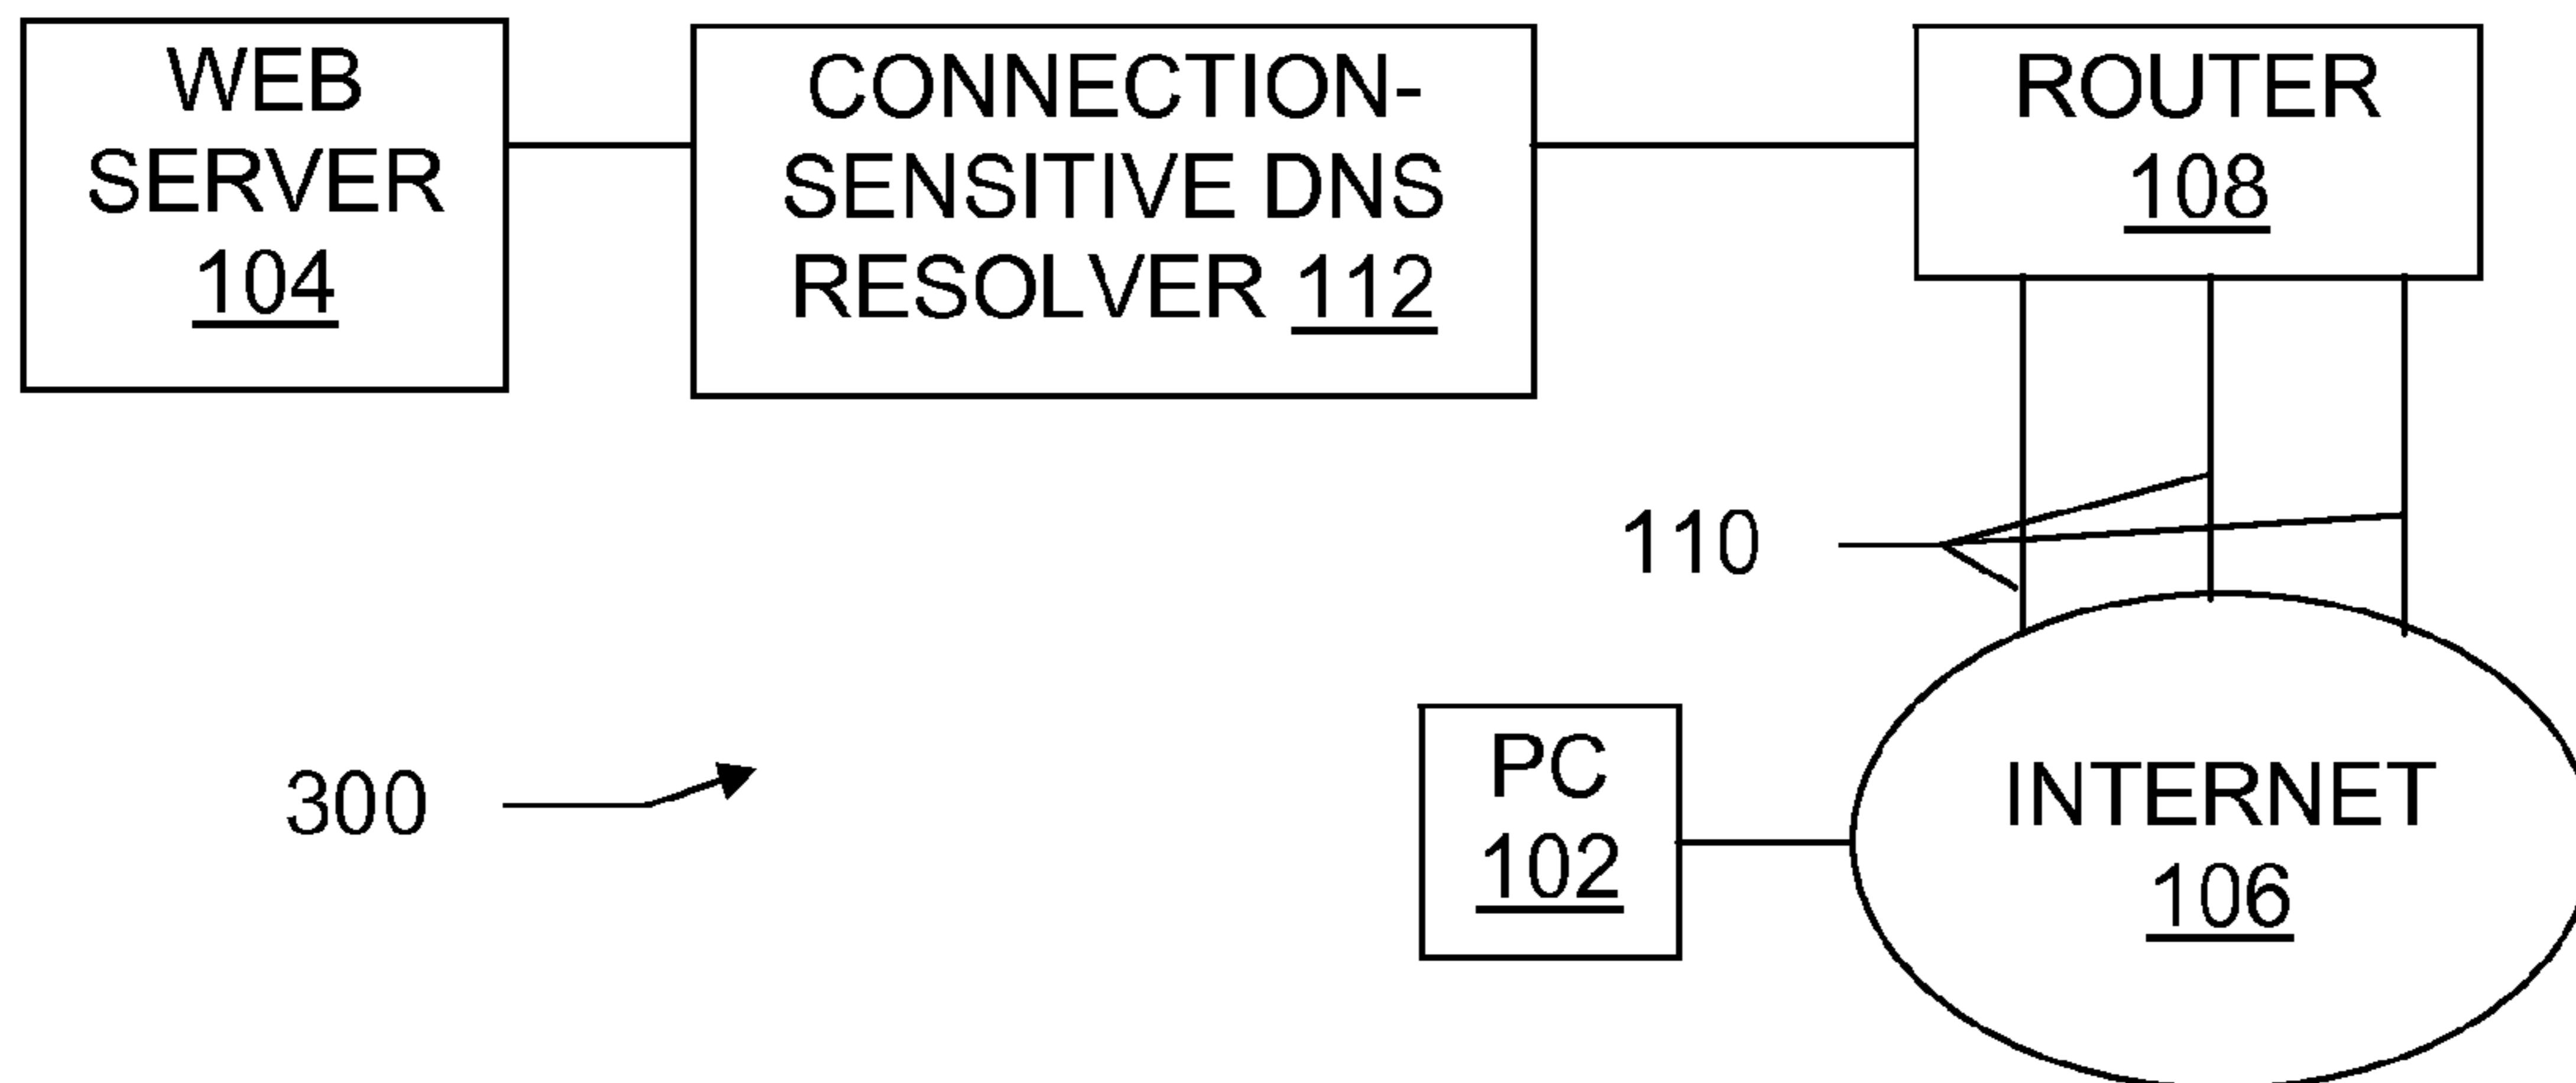 WEB
SERVER
104
CONNECTION-
SENSITIVE DNS
RESOLVER 112
ROUTER
108
110
300
PC
102
INTERNET
106